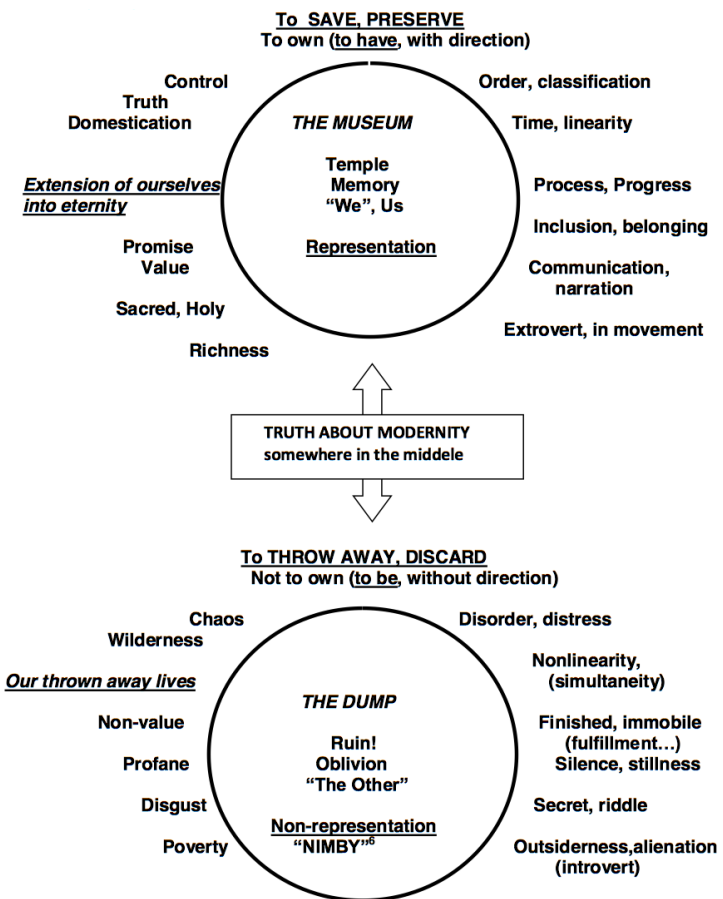 To SAVE, PRESERVE
To own (to have, with direction)
Control
Truth
Domestication
Extension of ourselves
into eternity
Promise
Value
Sacred, Holy
Richness
THE MUSEUM
Temple
Memory
“We”, Us
Representation
Order, classification
Time, linearity
Process, Progress
Inclusion, belonging
Communication,
narration
Extrovert, in movement
TRUTH ABOUT MODERNITY
somewhere in the middele
To THROW AWAY, DISCARD
Not to own (to be, without direction)
Chaos
Wilderness
Our thrown away lives
Non-value
Profane
Disgust
Poverty
THE DUMP
Ruin!
Oblivion
“The Other”
Non-representation
“NIMBY”⁶
Disorder, distress
Nonlinearity,
(simultaneity)
Finished, immobile
(fulfillment...)
Silence, stillness
Secret, riddle
Outsiderness,alienation
(introvert)